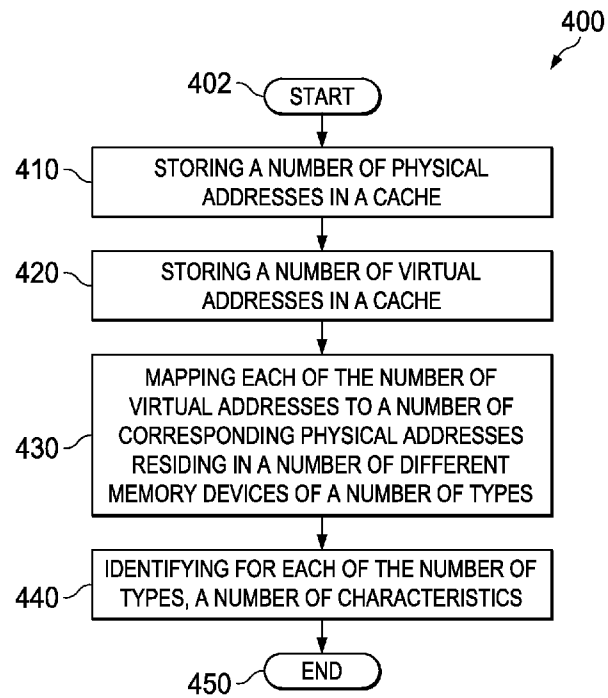 400
402
START
410
STORING A NUMBER OF PHYSICAL
ADDRESSES IN A CACHE
420
STORING A NUMBER OF VIRTUAL
ADDRESSES IN A CACHE
430
MAPPING EACH OF THE NUMBER OF
VIRTUAL ADDRESSES TO A NUMBER OF
CORRESPONDING PHYSICAL ADDRESSES
RESIDING IN A NUMBER OF DIFFERENT
MEMORY DEVICES OF A NUMBER OF TYPES
440
IDENTIFYING FOR EACH OF THE NUMBER OF
TYPES, A NUMBER OF CHARACTERISTICS
450
END